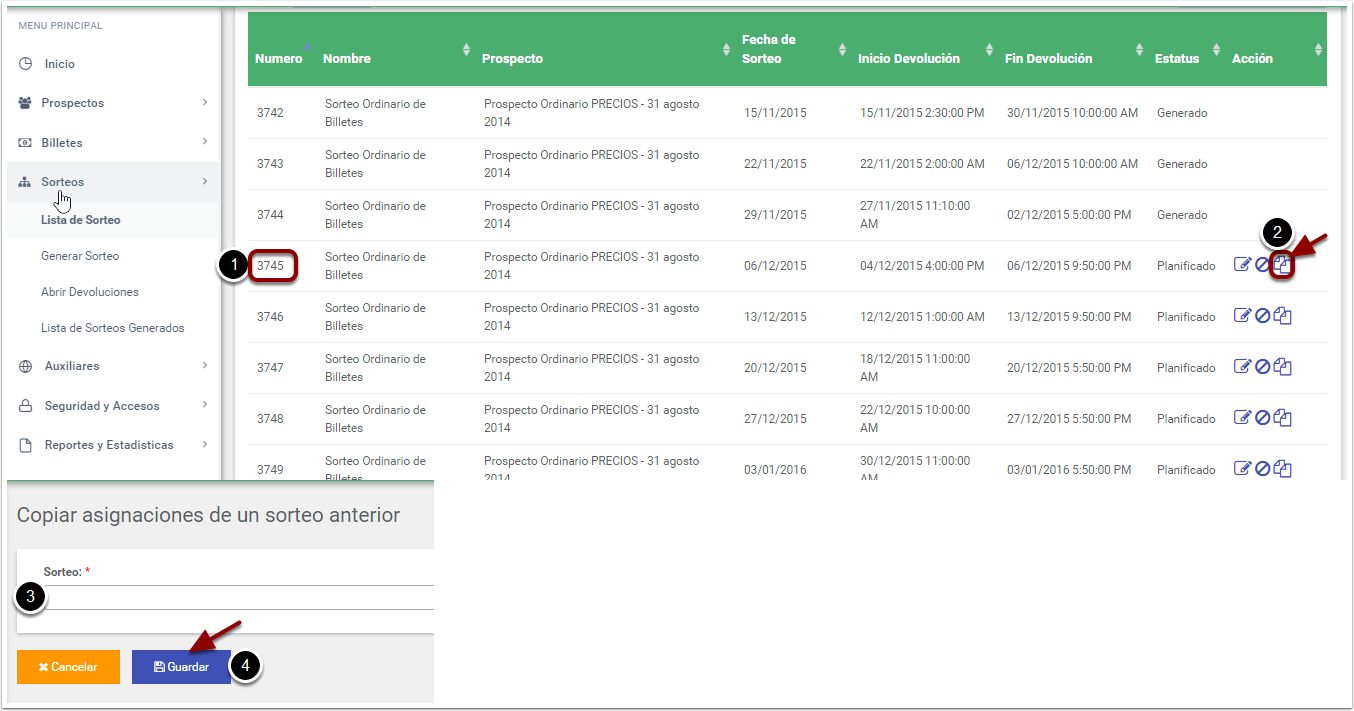 MENU PRINCIPAL
Inicio
Prospectos
Billetes
Sorteos
Lista de Sorteo
Generar Sorteo
Abrir Devoluciones
Lista de Sorteos Generados
Auxiliares
Seguridad y Accesos
Reportes y Estadisticas
Numero Nombre Prospecto Fecha de Sorteo Inicio Devolución Fin Devolución Estatus Acción
3742 Sorteo Ordinario de Billetes Prospecto Ordinario PRECIOS - 31 agosto 2014 15/11/2015 15/11/2015 2:30:00 PM 30/11/2015 10:00:00 AM Generado
3743 Sorteo Ordinario de Billetes Prospecto Ordinario PRECIOS - 31 agosto 2014 22/11/2015 22/11/2015 2:00:00 AM 06/12/2015 10:00:00 AM Generado
3744 Sorteo Ordinario de Billetes Prospecto Ordinario PRECIOS - 31 agosto 2014 29/11/2015 27/11/2015 11:10:00 AM 02/12/2015 5:00:00 PM Generado
1 3745 Sorteo Ordinario de Billetes Prospecto Ordinario PRECIOS - 31 agosto 2014 06/12/2015 04/12/2015 4:00:00 PM 06/12/2015 9:50:00 PM Planificado 2
3746 Sorteo Ordinario de Billetes Prospecto Ordinario PRECIOS - 31 agosto 2014 13/12/2015 12/12/2015 1:00:00 AM 13/12/2015 9:50:00 PM Planificado
3747 Sorteo Ordinario de Billetes Prospecto Ordinario PRECIOS - 31 agosto 2014 20/12/2015 18/12/2015 11:00:00 AM 20/12/2015 5:50:00 PM Planificado
3748 Sorteo Ordinario de Billetes Prospecto Ordinario PRECIOS - 31 agosto 2014 27/12/2015 22/12/2015 10:00:00 AM 27/12/2015 5:50:00 PM Planificado
3749 Sorteo Ordinario de Billetes Prospecto Ordinario PRECIOS - 31 agosto 2014 03/01/2016 30/12/2015 11:00:00 AM 03/01/2016 5:50:00 PM Planificado
Copiar asignaciones de un sorteo anterior
Sorteo: *
3
Cancelar Guardar 4